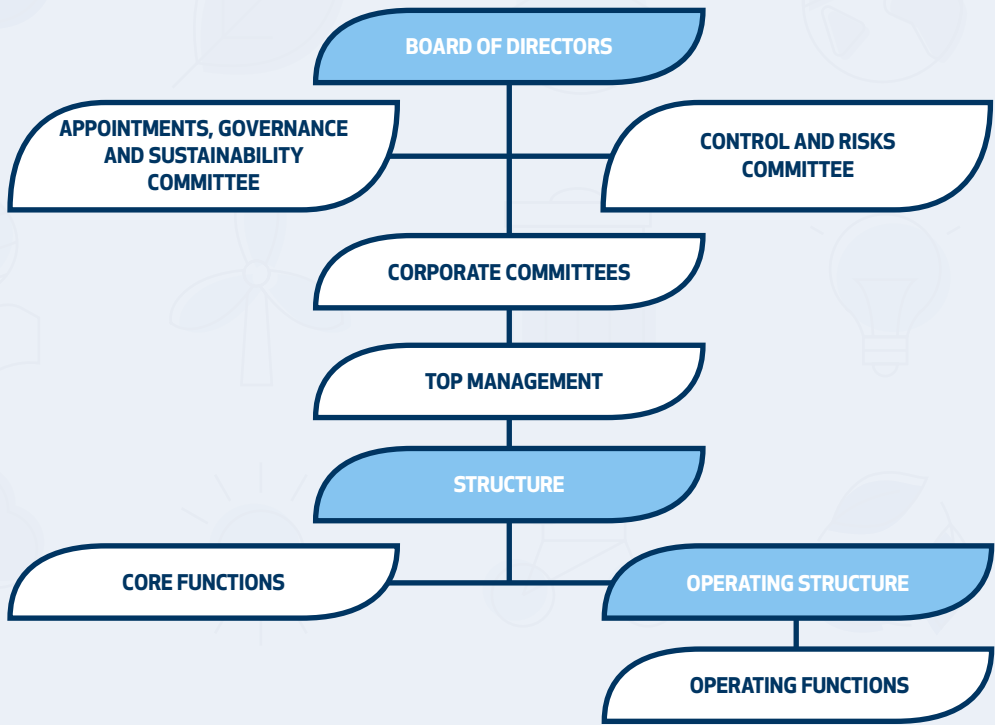 BOARD OF DIRECTORS
APPOINTMENTS, GOVERNANCE
AND SUSTAINABILITY
COMMITTEE
CONTROL AND RISKS
COMMITTEE
CORPORATE COMMITTEES
TOP MANAGEMENT
STRUCTURE
CORE FUNCTIONS
OPERATING STRUCTURE
OPERATING FUNCTIONS